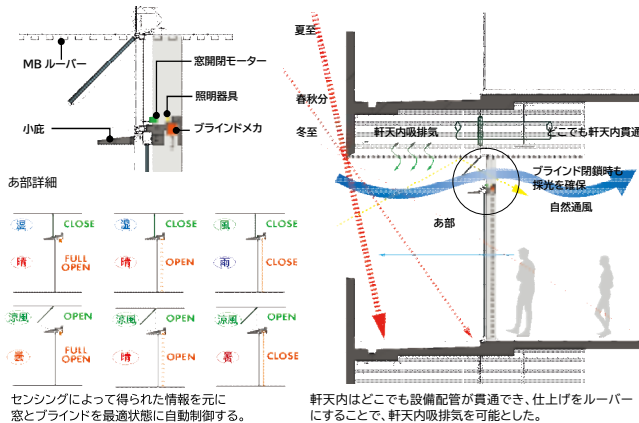 MBルーバー
窓開閉モーター
照明器具
小庇
ブラインドメカ
あ部詳細
湿
CLOSE
晴
FULL
OPEN
湿
CLOSE
晴
OPEN
風
CLOSE
雨
CLOSE
涼風
OPEN
曇
FULL
OPEN
涼風
OPEN
晴
OPEN
涼風
OPEN
CLOSE
センシングによって得られた情報を元に
窓とブラインドを最適状態に自動制御する。
夏至
春秋分
冬至
軒天内吸排気
どこでも軒天内貫通
ブラインド閉鎖時も
採光を確保
自然通風
あ部
軒天内はどこでも設備配管が貫通でき、仕上げをルーバー
にすることで、軒天内吸排気を可能とした。